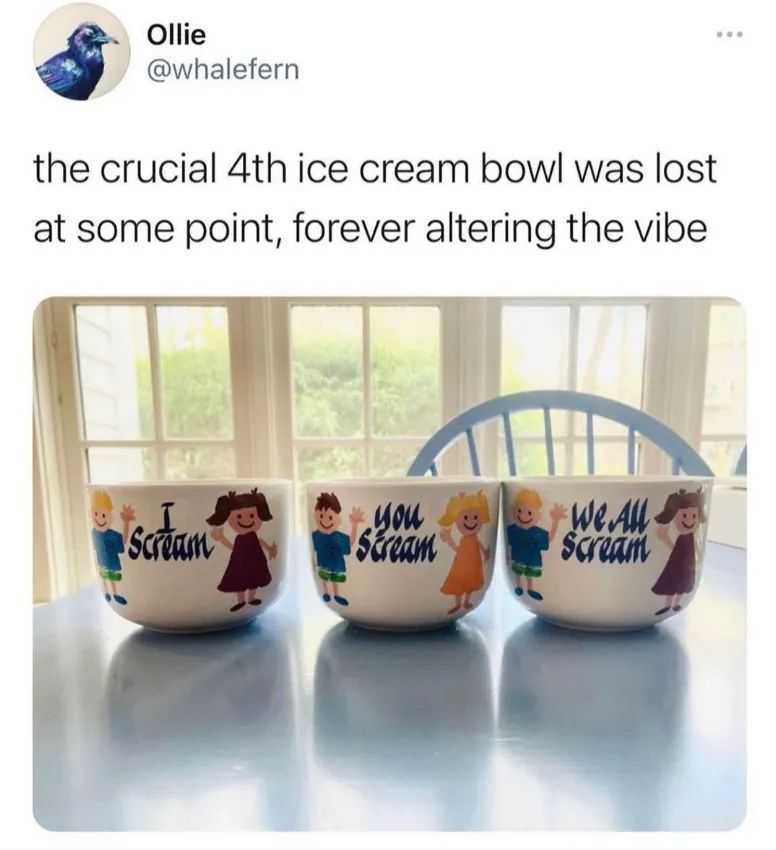 Ollie
@whalefern
the crucial 4th ice cream bowl was lost
at some point, forever altering the vibe
I
Scream
you
Scream
We All
Scream